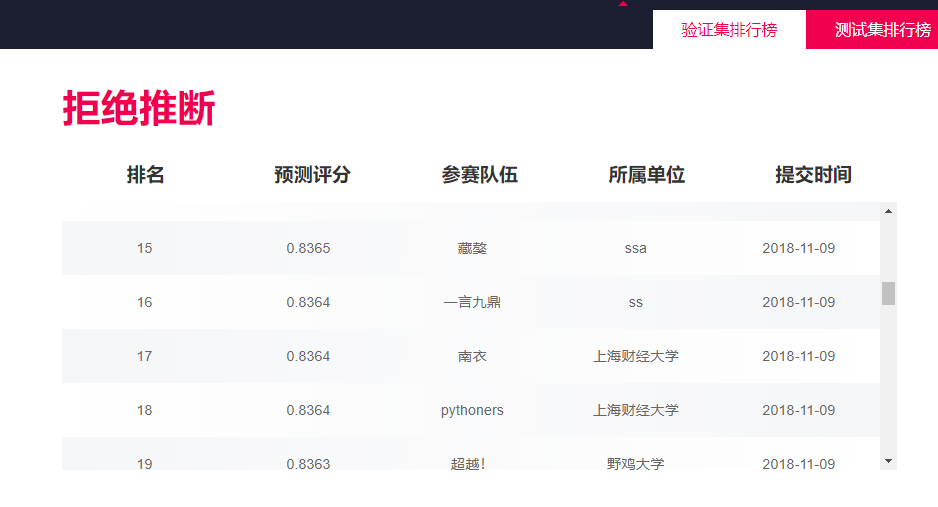 验证集排行榜 测试集排行榜
拒绝推断
排名 预测评分 参赛队伍 所属单位 提交时间
15 0.8365 藏獒 ssa 2018-11-09
16 0.8364 一言九鼎 ss 2018-11-09
17 0.8364 南衣 上海财经大学 2018-11-09
18 0.8364 pythoners 上海财经大学 2018-11-09
19 0.8363 超越! 野鸡大学 2018-11-09